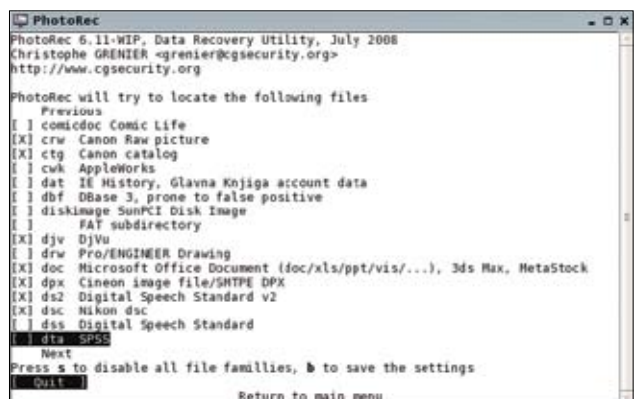 PhotoRec
PhotoRec 6.11-WIP, Data Recovery Utility, July 2008
Christophe GRENIER <grenier@cgsecurity.org>
http://www.cgsecurity.org
PhotoRec will try to locate the following files
Previous
[ ] comicdoc Comic Life
[X] crw Canon Raw picture
[X] ctg Canon catalog
[ ] cwk AppleWorks
[ ] dat IE History, Glavna Knjiga account data
[ ] dbf DBase 3, prone to false positive
[ ] diskimage SunPCI Disk Image
[ ] FAT subdirectory
[X] djv DjVu
[ ] drw Pro/ENGINEER Drawing
[X] doc Microsoft Office Document (doc/xls/ppt/vis/...), 3ds Max, MetaStock
[X] dpx Cineon image file/SMTPE DPX
[X] ds2 Digital Speech Standard v2
[X] dsc Nikon dsc
[ ] dss Digital Speech Standard
[ ] dta SPSS
Next
Press s to disable all file famillies, b to save the settings
[ Quit ]
Return to main menu